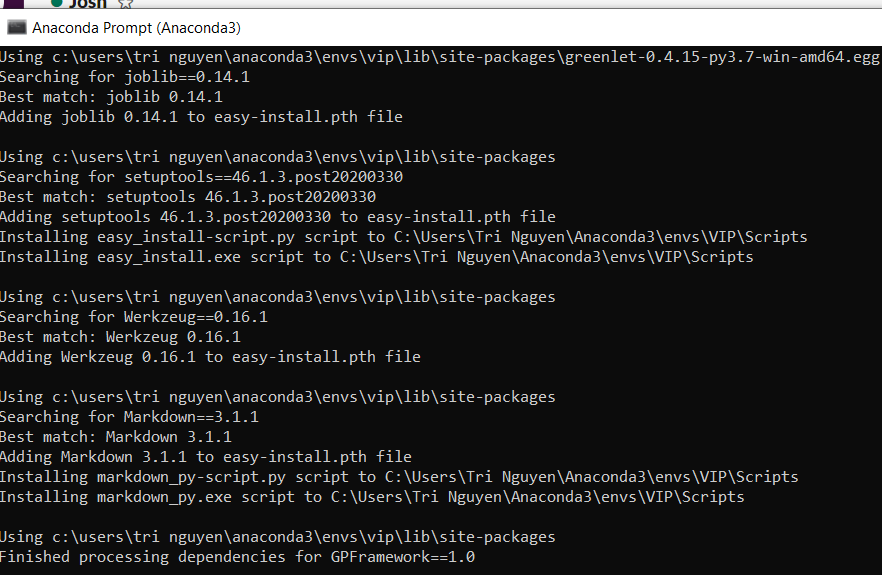 Josh
Anaconda Prompt (Anaconda3)
Using c:\users\tri nguyen\anaconda3\envs\vip\lib\site-packages\greenlet-0.4.15-py3.7-win-amd64.egg
Searching for joblib==0.14.1
Best match: joblib 0.14.1
Adding joblib 0.14.1 to easy-install.pth file
Using c:\users\tri nguyen\anaconda3\envs\vip\lib\site-packages
Searching for setuptools==46.1.3.post20200330
Best match: setuptools 46.1.3.post20200330
Adding setuptools 46.1.3.post20200330 to easy-install.pth file
Installing easy_install-script.py script to C:\Users\Tri Nguyen\Anaconda3\envs\VIP\Scripts
Installing easy_install.exe script to C:\Users\Tri Nguyen\Anaconda3\envs\VIP\Scripts
Using c:\users\tri nguyen\anaconda3\envs\vip\lib\site-packages
Searching for Werkzeug==0.16.1
Best match: Werkzeug 0.16.1
Adding Werkzeug 0.16.1 to easy-install.pth file
Using c:\users\tri nguyen\anaconda3\envs\vip\lib\site-packages
Searching for Markdown==3.1.1
Best match: Markdown 3.1.1
Adding Markdown 3.1.1 to easy-install.pth file
Installing markdown_py-script.py script to C:\Users\Tri Nguyen\Anaconda3\envs\VIP\Scripts
Installing markdown_py.exe script to C:\Users\Tri Nguyen\Anaconda3\envs\VIP\Scripts
Using c:\users\tri nguyen\anaconda3\envs\vip\lib\site-packages
Finished processing dependencies for GPFramework==1.0